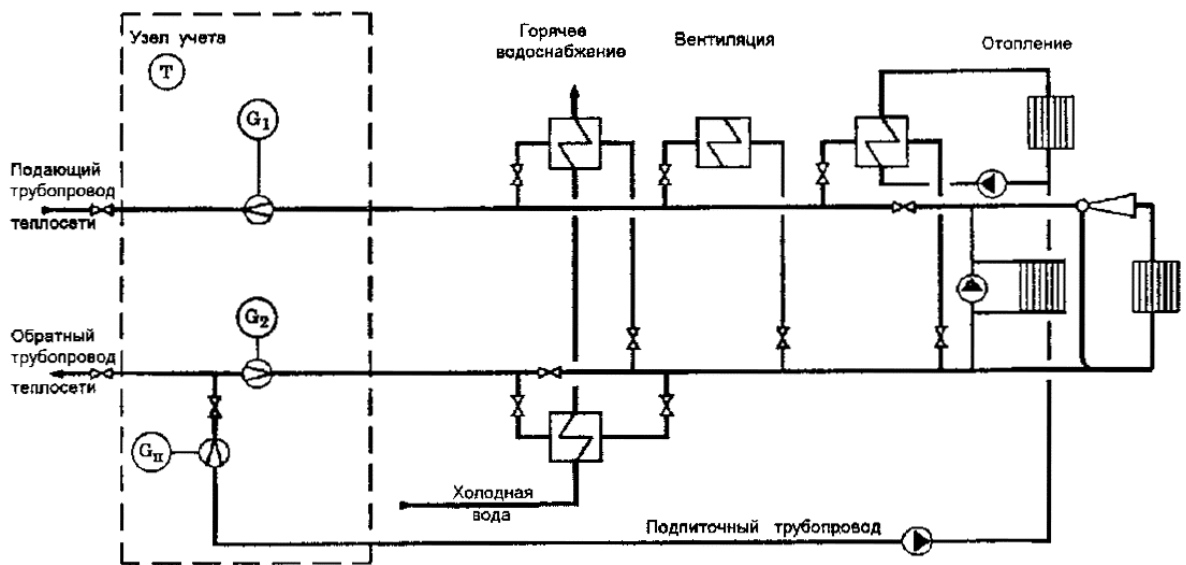 Узел учета
T
G1
Горячее
водоснабжение
Вентиляция
Отопление
Подающий
трубопровод
теплосети
G2
Обратный
трубопровод
теплосети
Gп
Холодная
вода
Подпиточный трубопровод